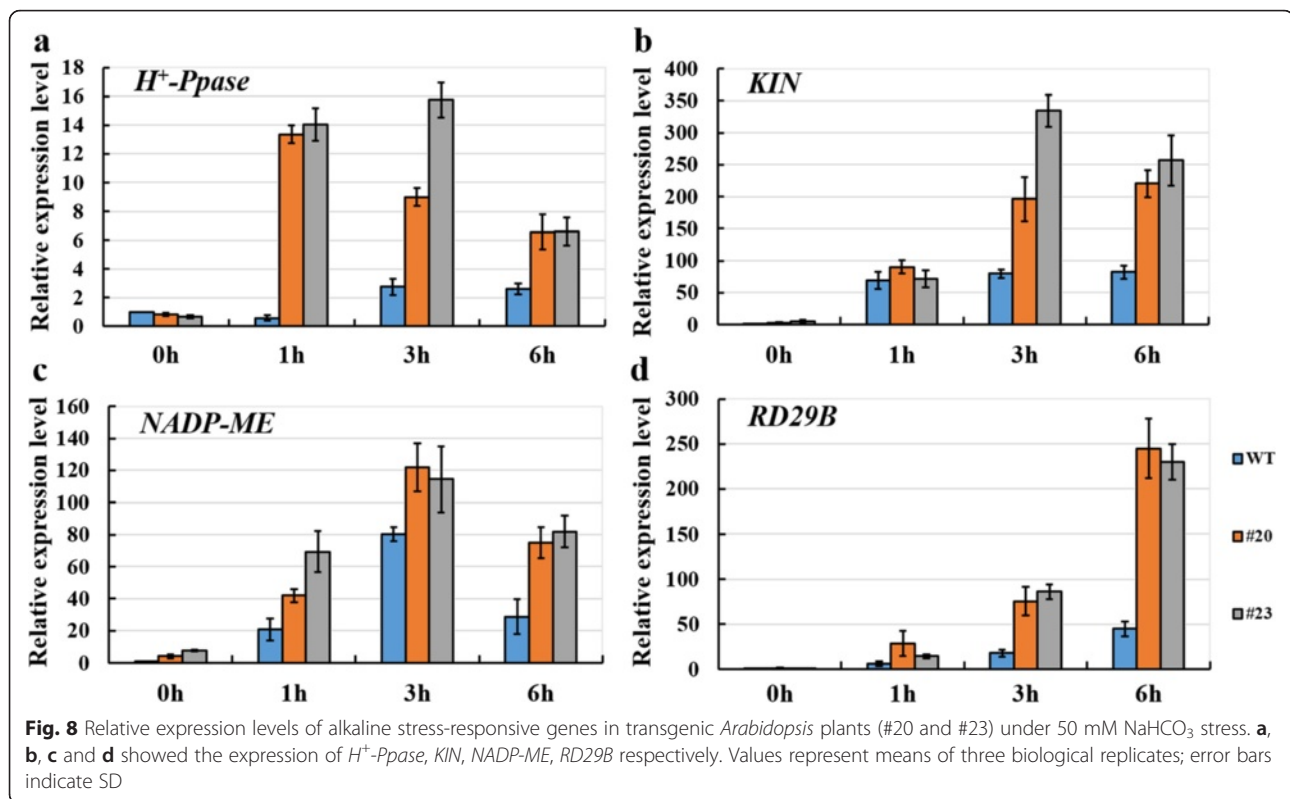 a
H⁺-Ppase
Relative expression level
18
16
14
12
10
8
6
4
2
0
0h 1h 3h 6h
b
KIN
Relative expression level
400
350
300
250
200
150
100
50
0
0h 1h 3h 6h
c
NADP-ME
Relative expression level
160
140
120
100
80
60
40
20
0
0h 1h 3h 6h
d
RD29B
Relative expression level
300
250
200
150
100
50
0
0h 1h 3h 6h
WT
#20
#23
Fig. 8 Relative expression levels of alkaline stress-responsive genes in transgenic Arabidopsis plants (#20 and #23) under 50 mM NaHCO₃ stress. a,
b, c and d showed the expression of H⁺-Ppase, KIN, NADP-ME, RD29B respectively. Values represent means of three biological replicates; error bars
indicate SD